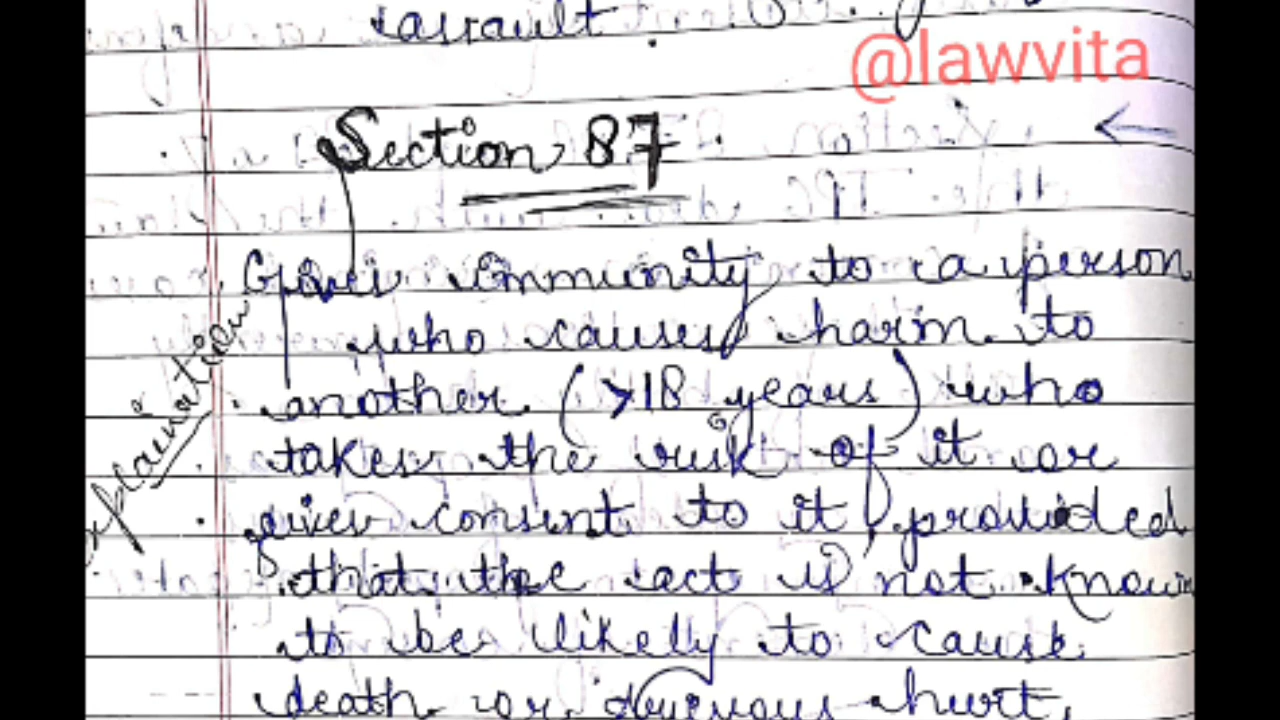 assault.
@lawvita
Section 87
Gives immunity to a person
who causes harm to
another (>18 years) who
explaination
takes the risk of it or
gives consent to it provided
that the act is not known
to be likely to cause
death or grievous hurt,